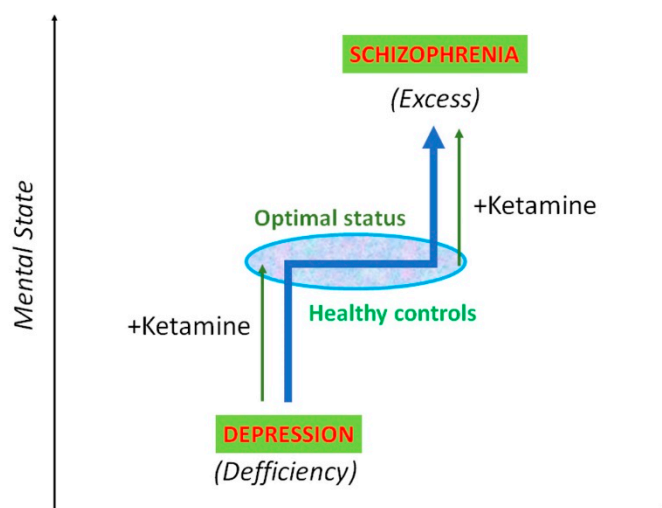 SCHIZOPHRENIA
(Excess)
Mental State
+Ketamine
Optimal status
Healthy controls
+Ketamine
DEPRESSION
(Defficiency)